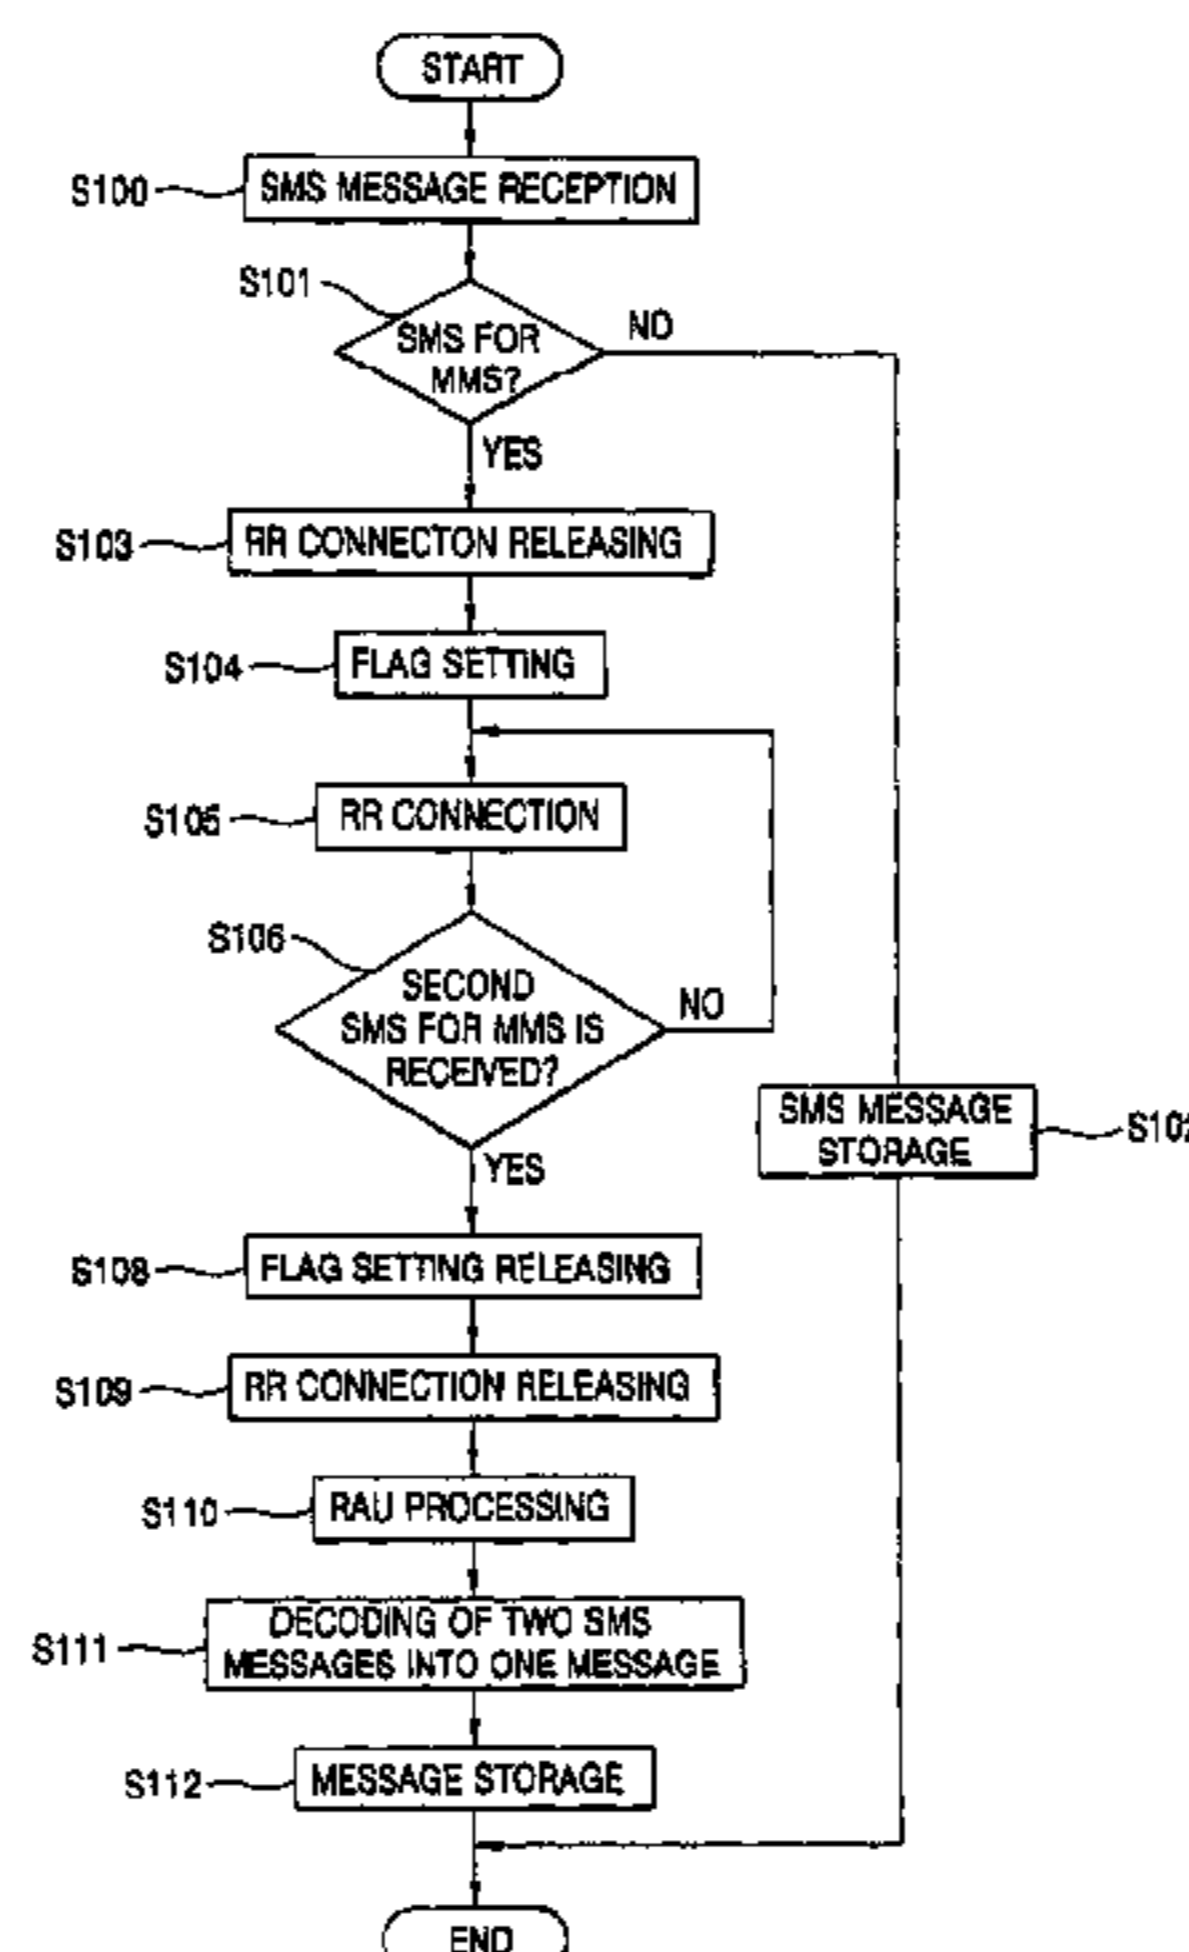 START
S100
SMS MESSAGE RECEPTION
S101
SMS FOR
MMS?
NO
YES
S103
RR CONNECTON RELEASING
S104
FLAG SETTING
S105
RR CONNECTION
S106
SECOND
SMS FOR MMS IS
RECEIVED?
NO
SMS MESSAGE
STORAGE
S102
YES
S108
FLAG SETTING RELEASING
S109
RR CONNECTION RELEASING
S110
RAU PROCESSING
S111
DECODING OF TWO SMS
MESSAGES INTO ONE MESSAGE
S112
MESSAGE STORAGE
END